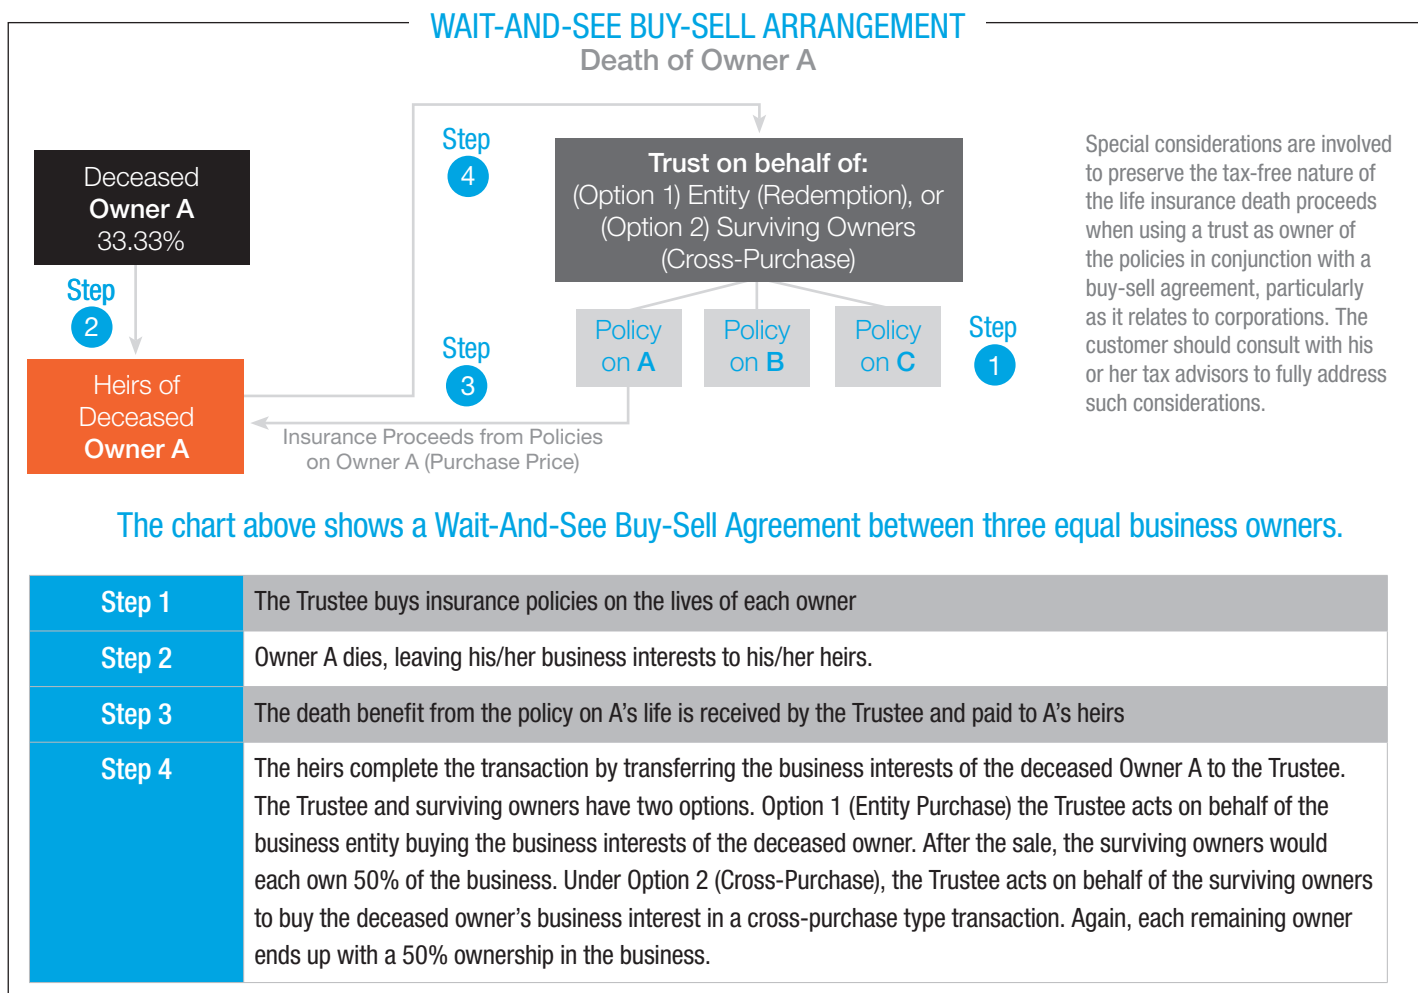 WAIT-AND-SEE BUY-SELL ARRANGEMENT
Death of Owner A
Deceased
Owner A
33.33%
Step
2
Heirs of
Deceased
Owner A
Step
4
Trust on behalf of:
(Option 1) Entity (Redemption), or
(Option 2) Surviving Owners
(Cross-Purchase)
Policy
on A
Policy
on B
Policy
on C
Step
1
Step
3
Insurance Proceeds from Policies
on Owner A (Purchase Price)
Special considerations are involved
to preserve the tax-free nature of
the life insurance death proceeds
when using a trust as owner of
the policies in conjunction with a
buy-sell agreement, particularly
as it relates to corporations. The
customer should consult with his
or her tax advisors to fully address
such considerations.
The chart above shows a Wait-And-See Buy-Sell Agreement between three equal business owners.
Step 1
The Trustee buys insurance policies on the lives of each owner
Step 2
Owner A dies, leaving his/her business interests to his/her heirs.
Step 3
The death benefit from the policy on A's life is received by the Trustee and paid to A's heirs
Step 4
The heirs complete the transaction by transferring the business interests of the deceased Owner A to the Trustee.
The Trustee and surviving owners have two options. Option 1 (Entity Purchase) the Trustee acts on behalf of the
business entity buying the business interests of the deceased owner. After the sale, the surviving owners would
each own 50% of the business. Under Option 2 (Cross-Purchase), the Trustee acts on behalf of the surviving owners
to buy the deceased owner's business interest in a cross-purchase type transaction. Again, each remaining owner
ends up with a 50% ownership in the business.